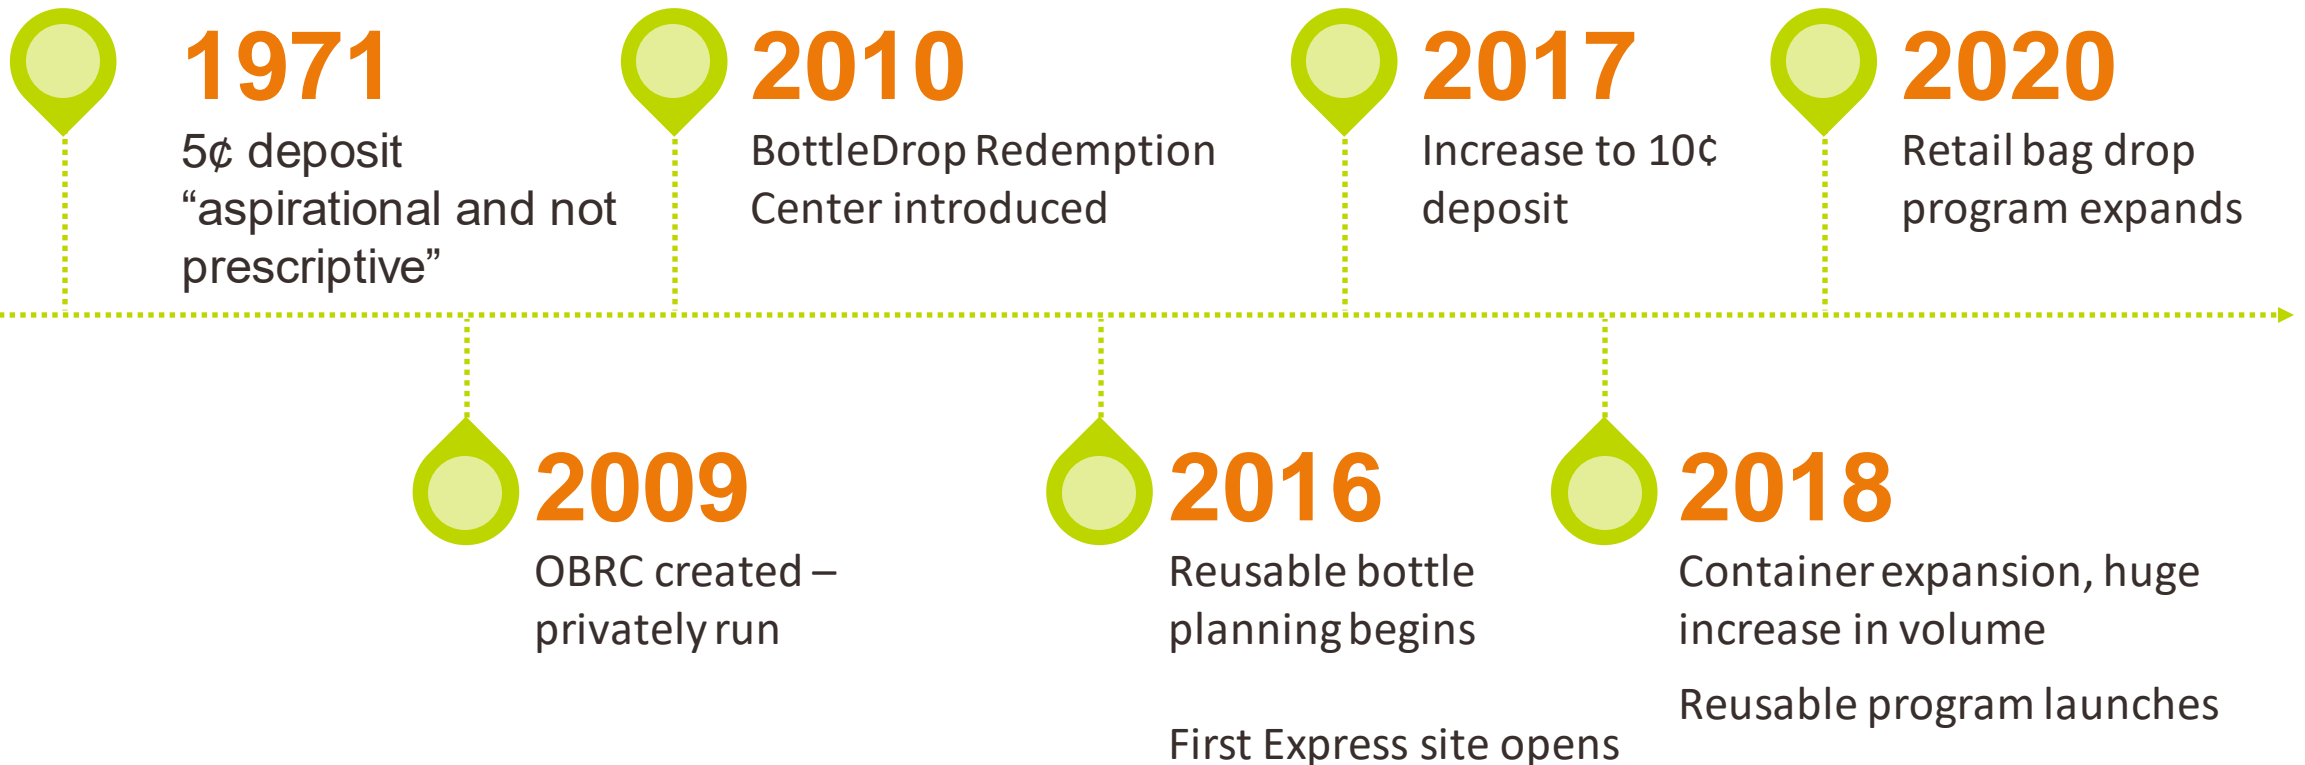 1971
5¢ deposit
“aspirational and not
prescriptive”
2010
BottleDrop Redemption
Center introduced
2017
Increase to 10¢
deposit
2020
Retail bag drop
program expands
2009
OBRC created –
privately run
2016
Reusable bottle
planning begins
First Express site opens
2018
Container expansion, huge
increase in volume
Reusable program launches